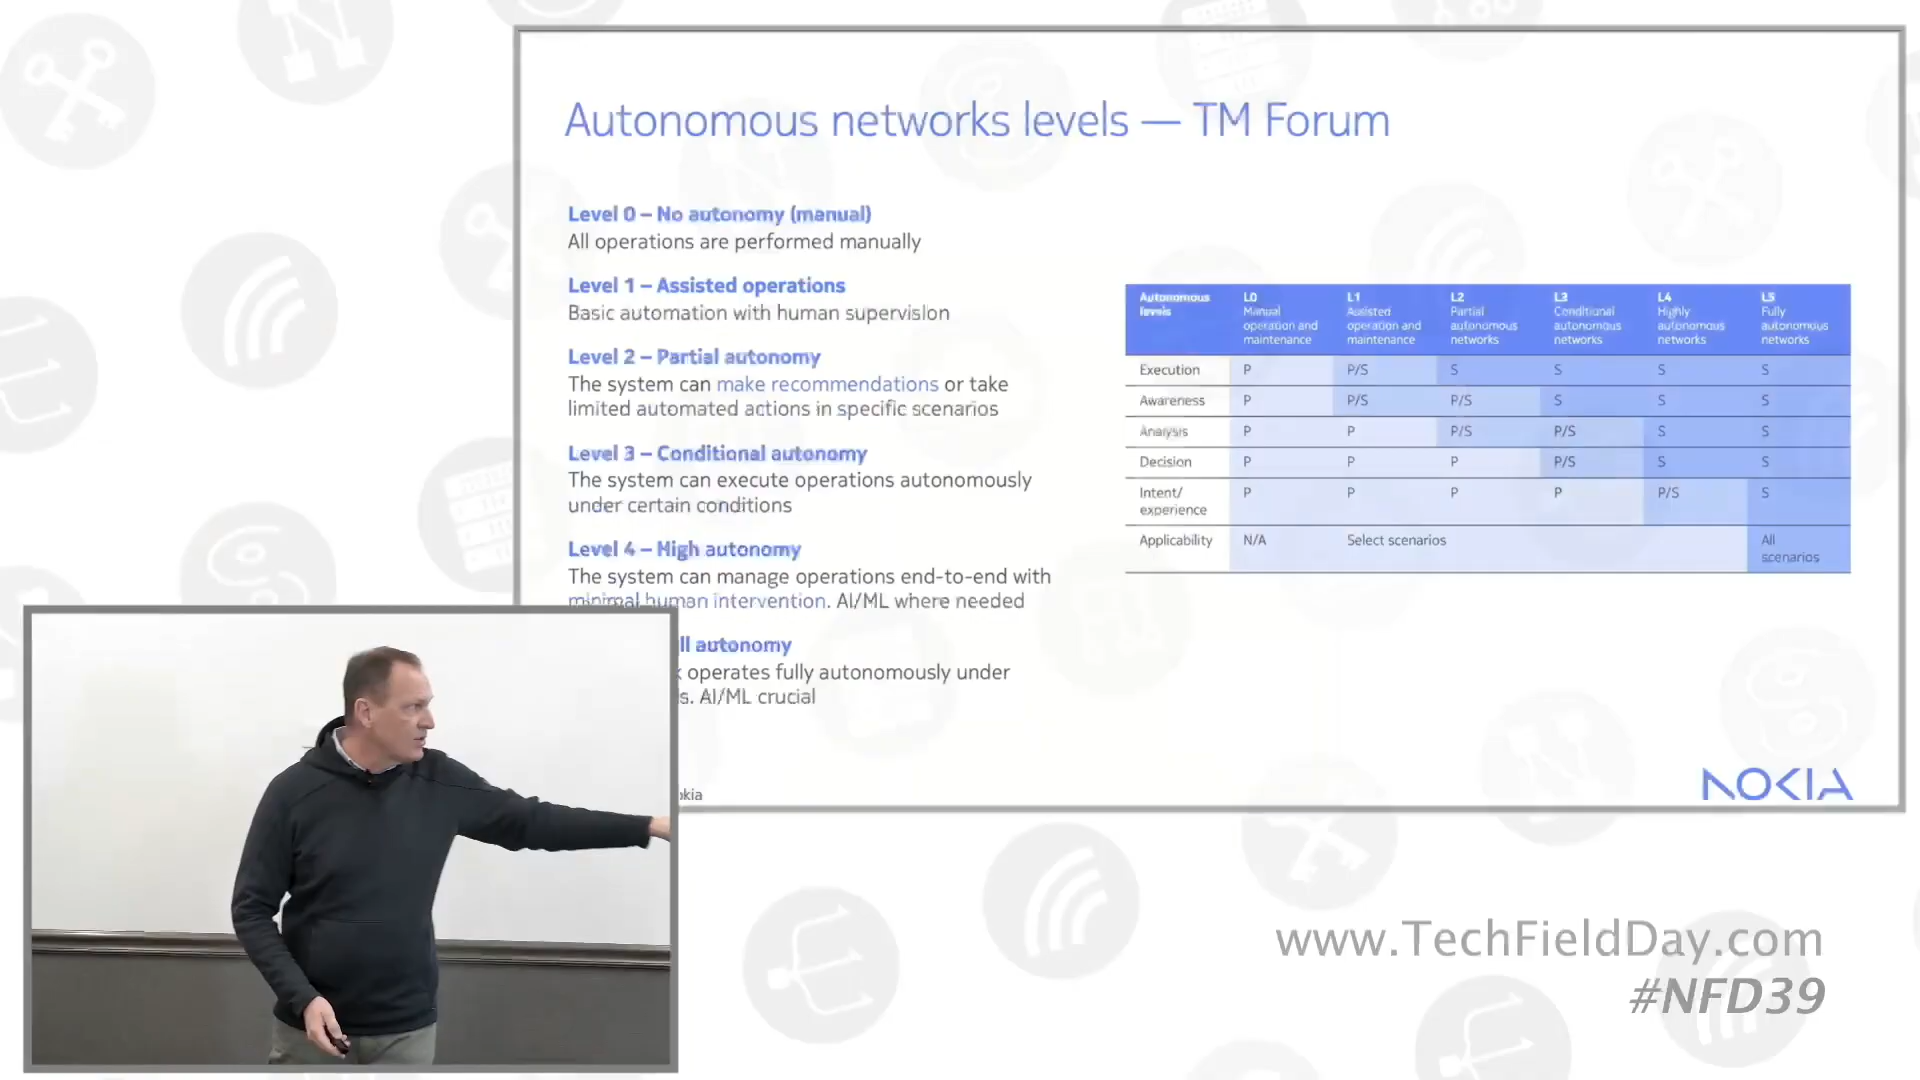 Autonomous networks levels — TM Forum
Level 0 – No autonomy (manual)
All operations are performed manually
Level 1 – Assisted operations
Basic automation with human supervision
Level 2 – Partial autonomy
The system can make recommendations or take
limited automated actions in specific scenarios
Level 3 – Conditional autonomy
The system can execute operations autonomously
under certain conditions
Level 4 – High autonomy
The system can manage operations end-to-end with
minimal human intervention. AI/ML where needed
autonomy
operates fully autonomously under
AI/ML crucial
Autonomous levels L0 Manual operation and maintenance L1 Assisted operation and maintenance L2 Partial autonomous networks L3 Conditional autonomous networks L4 Highly autonomous networks L5 Fully autonomous networks
Execution P P/S S S S S
Awareness P P/S P/S S S S
Analysis P P P/S P/S S S
Decision P P P P/S S S
Intent/experience P P P P P/S S
Applicability N/A Select scenarios All scenarios
NOKIA
www.TechFieldDay.com
#NFD39